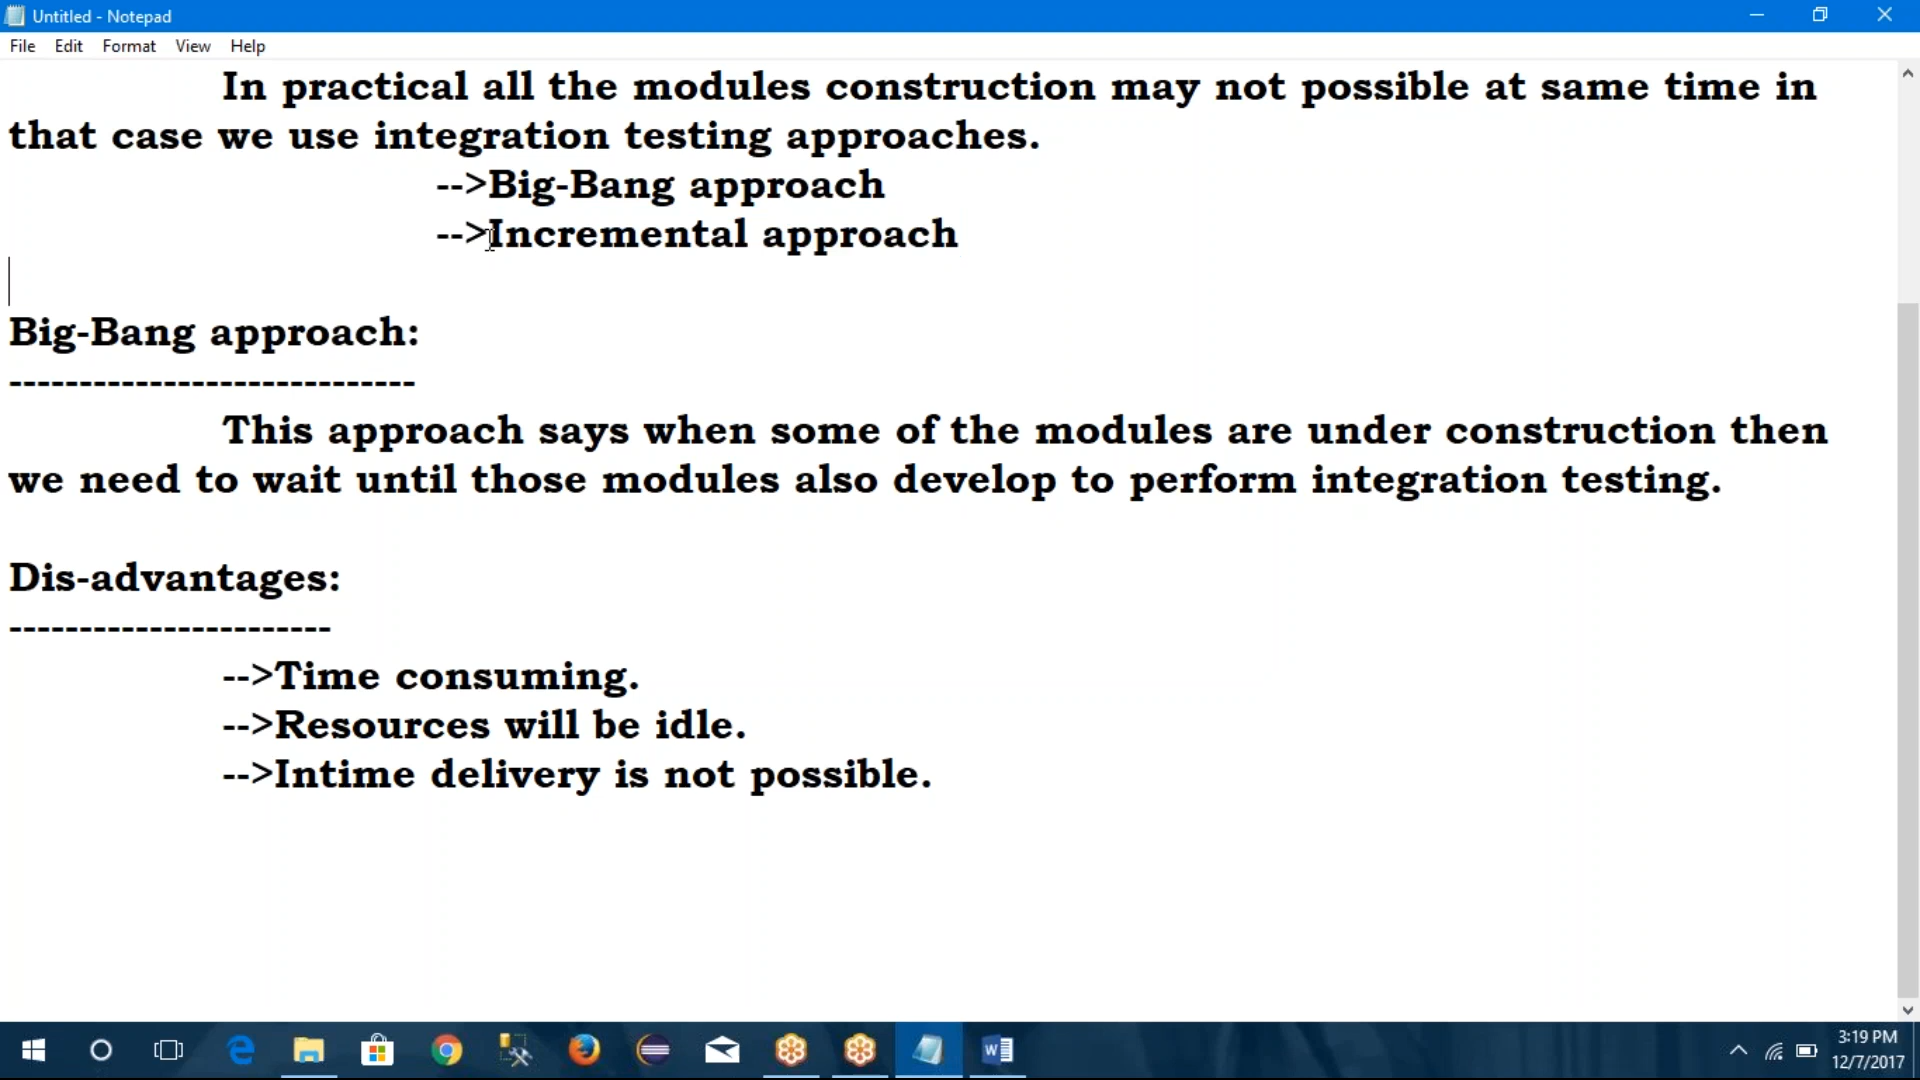 Untitled - Notepad
File Edit Format View Help
In practical all the modules construction may not possible at same time in
that case we use integration testing approaches.
-->Big-Bang approach
-->Incremental approach
Big-Bang approach:
-----------------------------
This approach says when some of the modules are under construction then
we need to wait until those modules also develop to perform integration testing.
Dis-advantages:
-----------------------
-->Time consuming.
-->Resources will be idle.
-->Intime delivery is not possible.
3:19 PM
12/7/2017